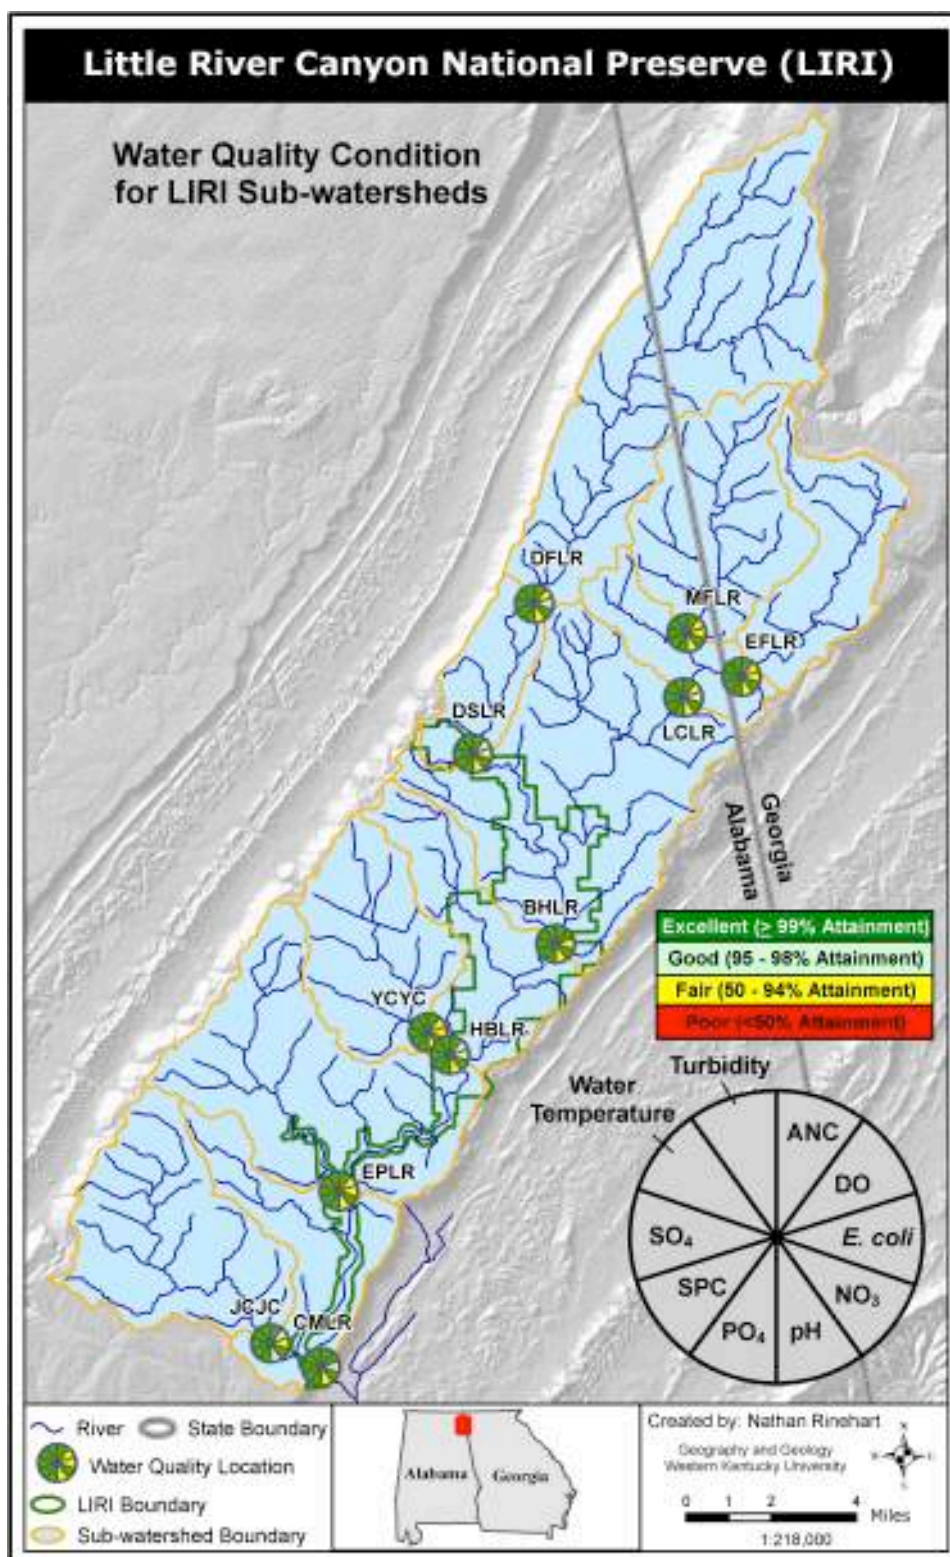 Little River Canyon National Preserve (LIRI)
Water Quality Condition
for LIRI Sub-watersheds
DFLR
MFLR
EFLR
DSLR
LCLR
Georgia
Alabama
BHLR
Excellent (≥ 99% Attainment)
Good (95 - 98% Attainment)
Fair (50 - 94% Attainment)
Poor (<50% Attainment)
YCYC
HBLR
Turbidity
Water
Temperature
ANC
DO
E. coli
NO3
pH
PO4
SPC
SO4
EPLR
JCJC
CMLR
River
State Boundary
Water Quality Location
LIRI Boundary
Sub-watershed Boundary
Alabama
Georgia
Created by: Nathan Rinehart
Geography and Geology
Western Kentucky University
0 1 2 4
Miles
1:218,000